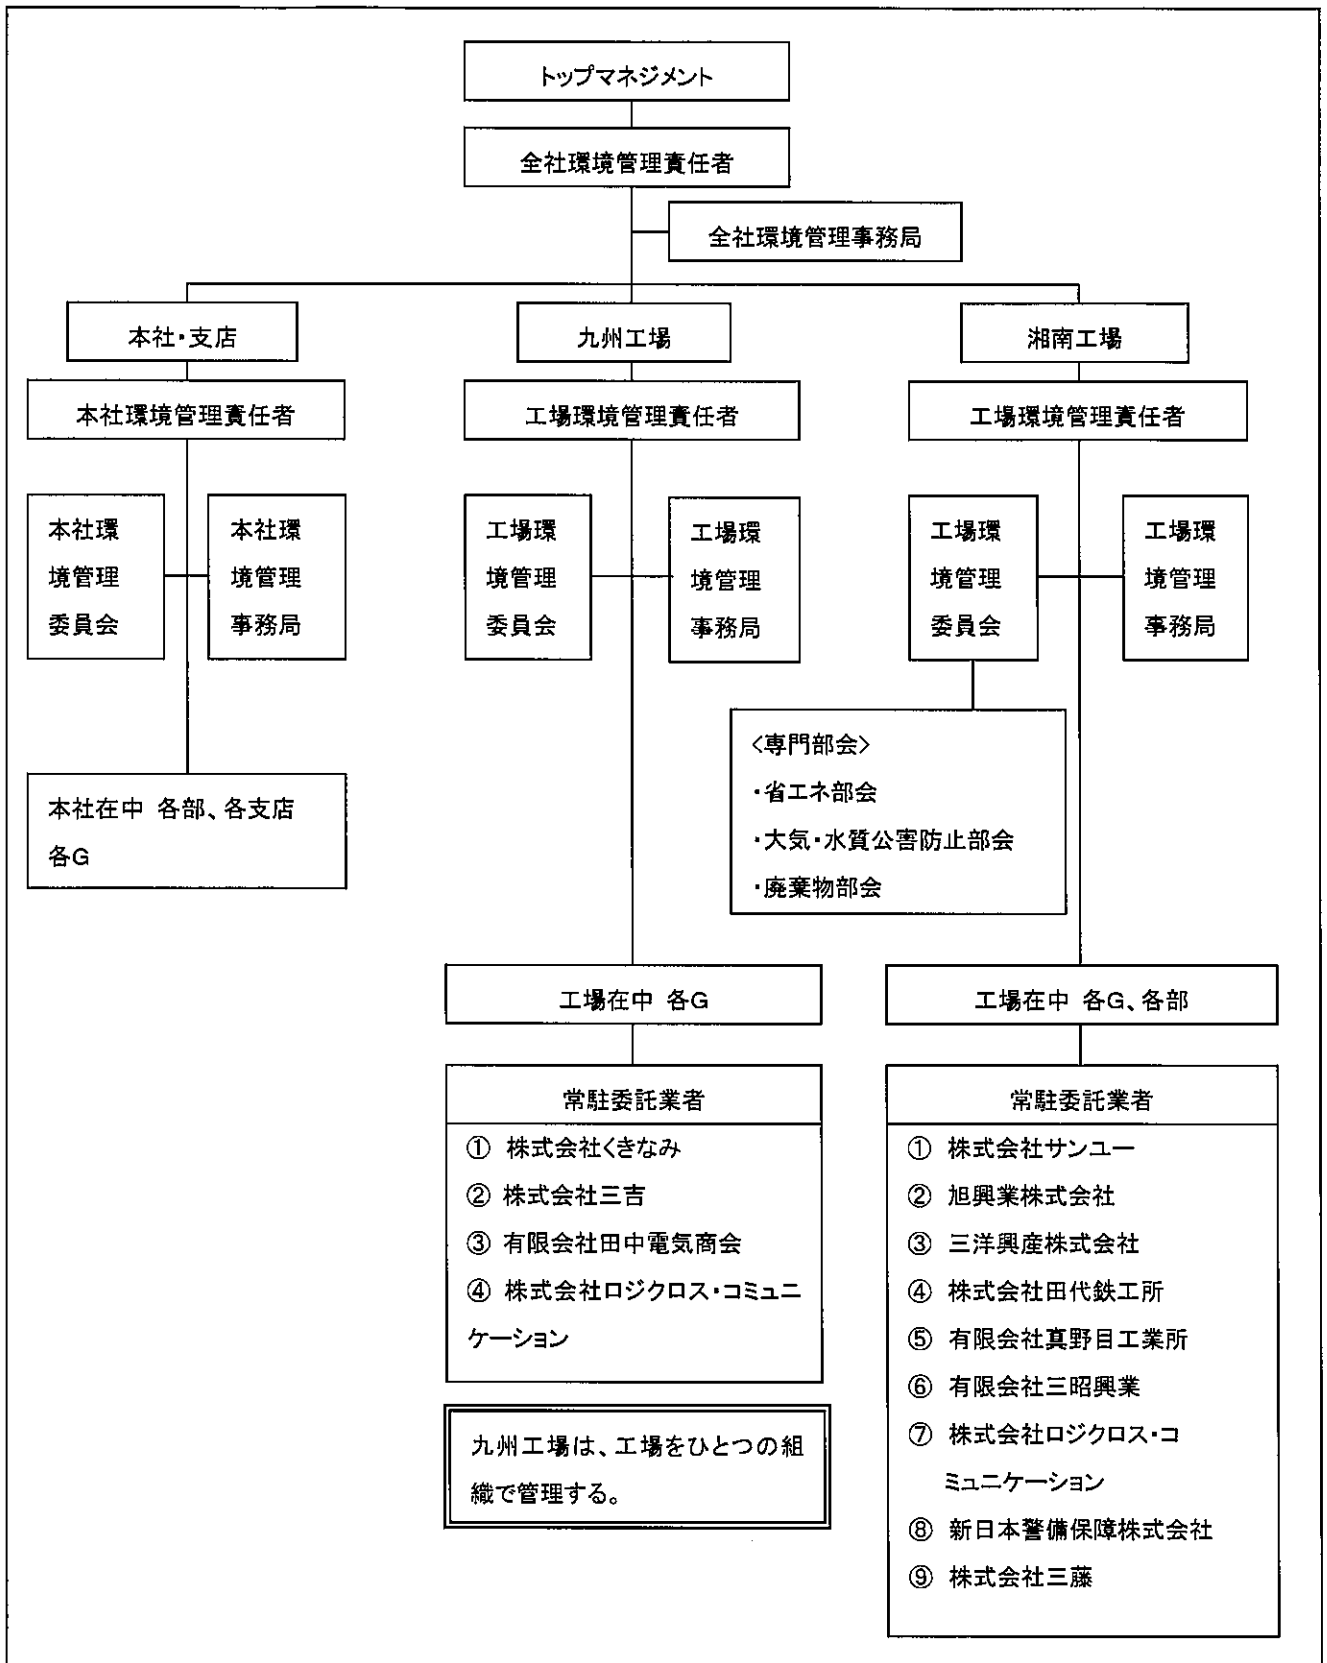 トップマネジメント
全社環境管理責任者
全社環境管理事務局
本社・支店
九州工場
湘南工場
本社環境管理責任者
工場環境管理責任者
工場環境管理責任者
本社環
境管理
委員会
本社環
境管理
事務局
工場環
境管理
委員会
工場環
境管理
事務局
工場環
境管理
委員会
工場環
境管理
事務局
<専門部会>
・省エネ部会
・大気・水質公害防止部会
・廃棄物部会
本社在中 各部、各支店
各G
工場在中 各G
工場在中 各G、各部
常駐委託業者
① 株式会社くきなみ
② 株式会社三吉
③ 有限会社田中電気商会
④ 株式会社ロジクロス・コミュニ
ケーション
九州工場は、工場をひとつの組
織で管理する。
常駐委託業者
① 株式会社サンユー
② 旭興業株式会社
③ 三洋興産株式会社
④ 株式会社田代鉄工所
⑤ 有限会社真野目工業所
⑥ 有限会社三昭興業
⑦ 株式会社ロジクロス・コ
ミュニケーション
⑧ 新日本警備保障株式会社
⑨ 株式会社三藤